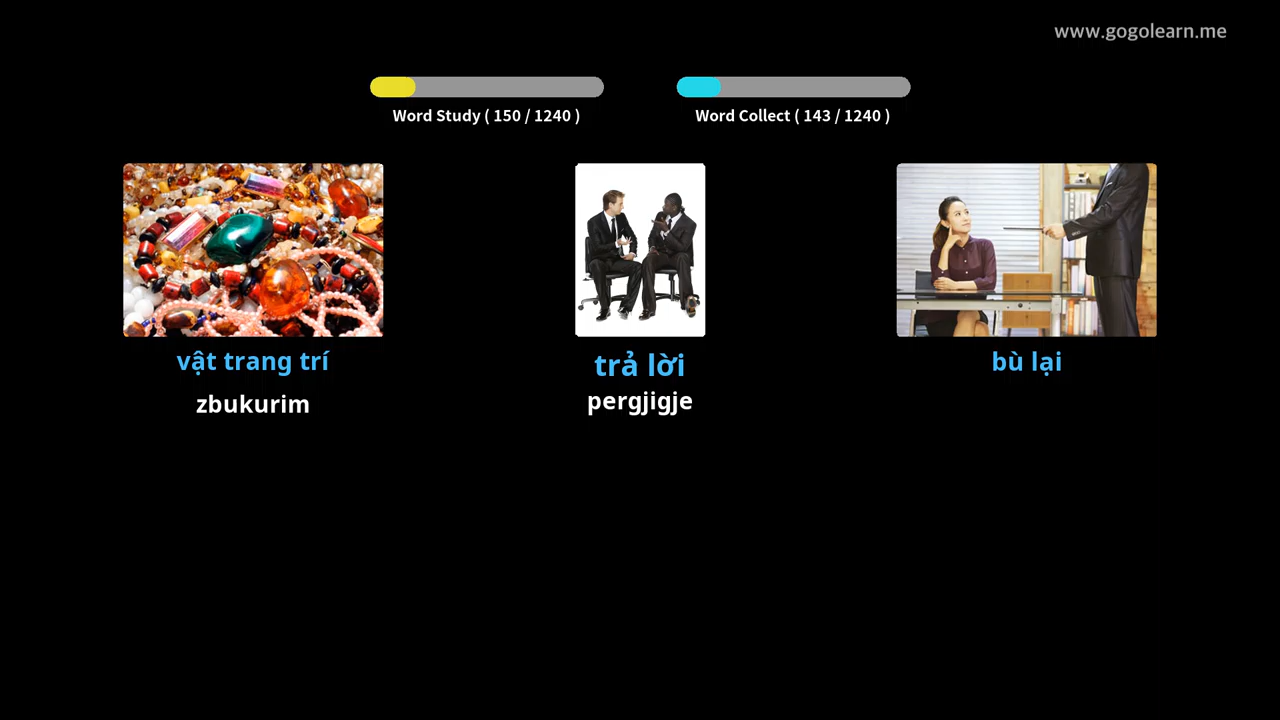 www.gogolearn.me
Word Study ( 150 / 1240 )
Word Collect ( 143 / 1240 )
vật trang trí
trả lời
bù lại
zbukurim
pergjigje